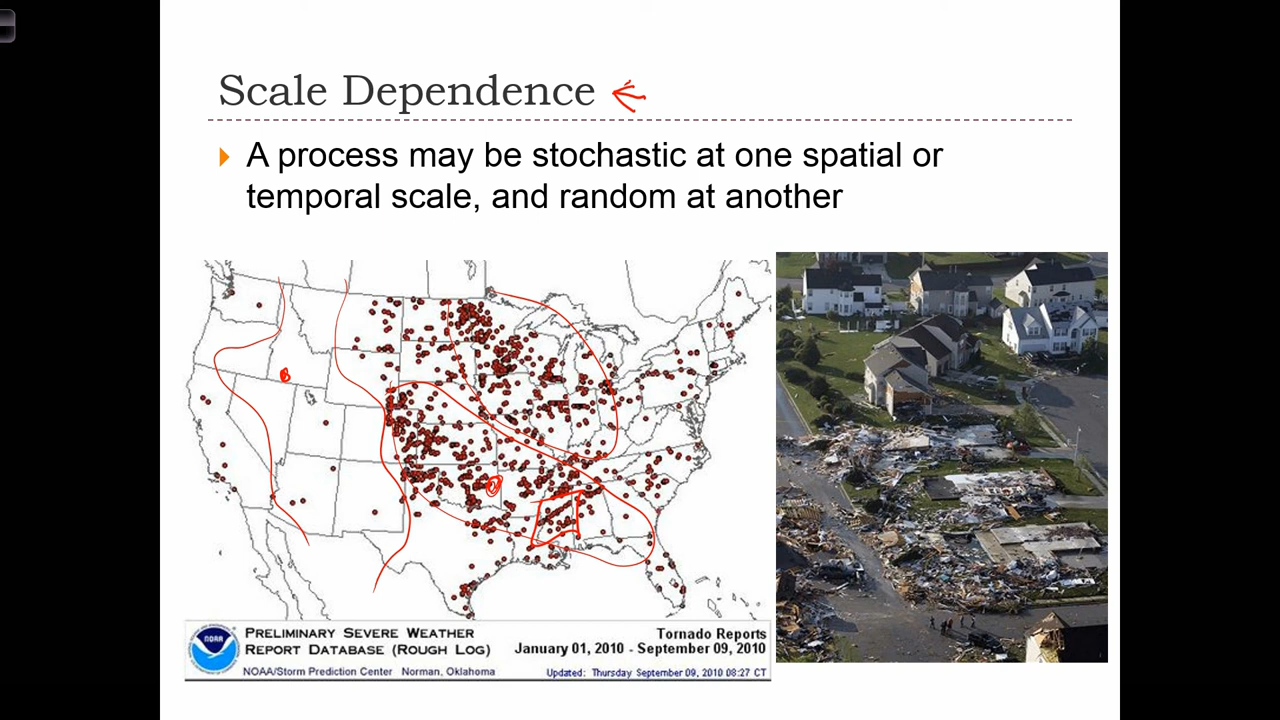 Scale Dependence
A process may be stochastic at one spatial or
temporal scale, and random at another
NOAA
PRELIMINARY SEVERE WEATHER
REPORT DATABASE (ROUGH LOG)
NOAA/Storm Prediction Center Norman, Oklahoma
Tornado Reports
January 01, 2010 - September 09, 2010
Updated: Thursday September 09, 2010 08:27 CT